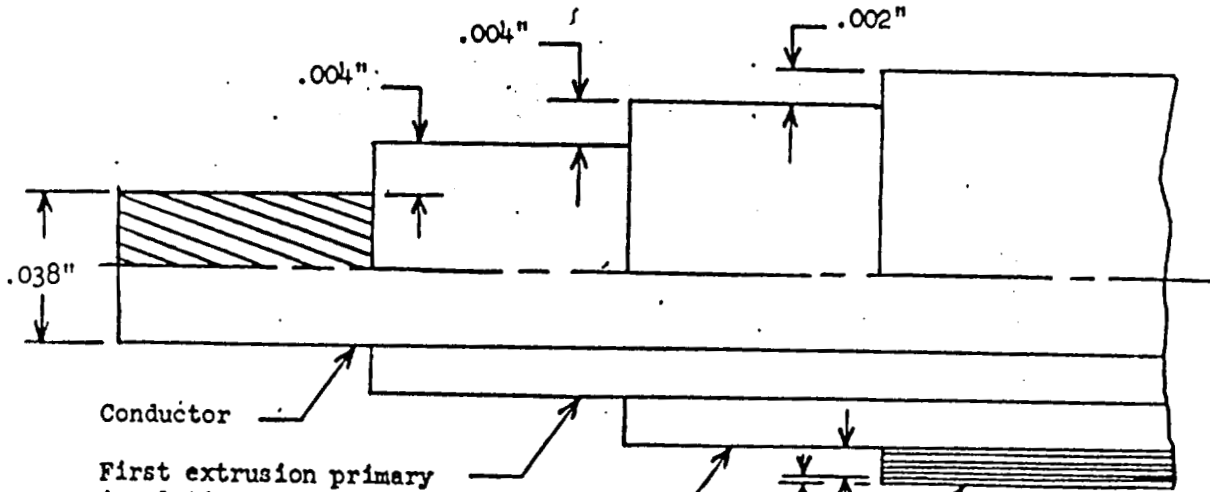 .002"
.004"
.004"
.038"
Conductor
First extrusion primary